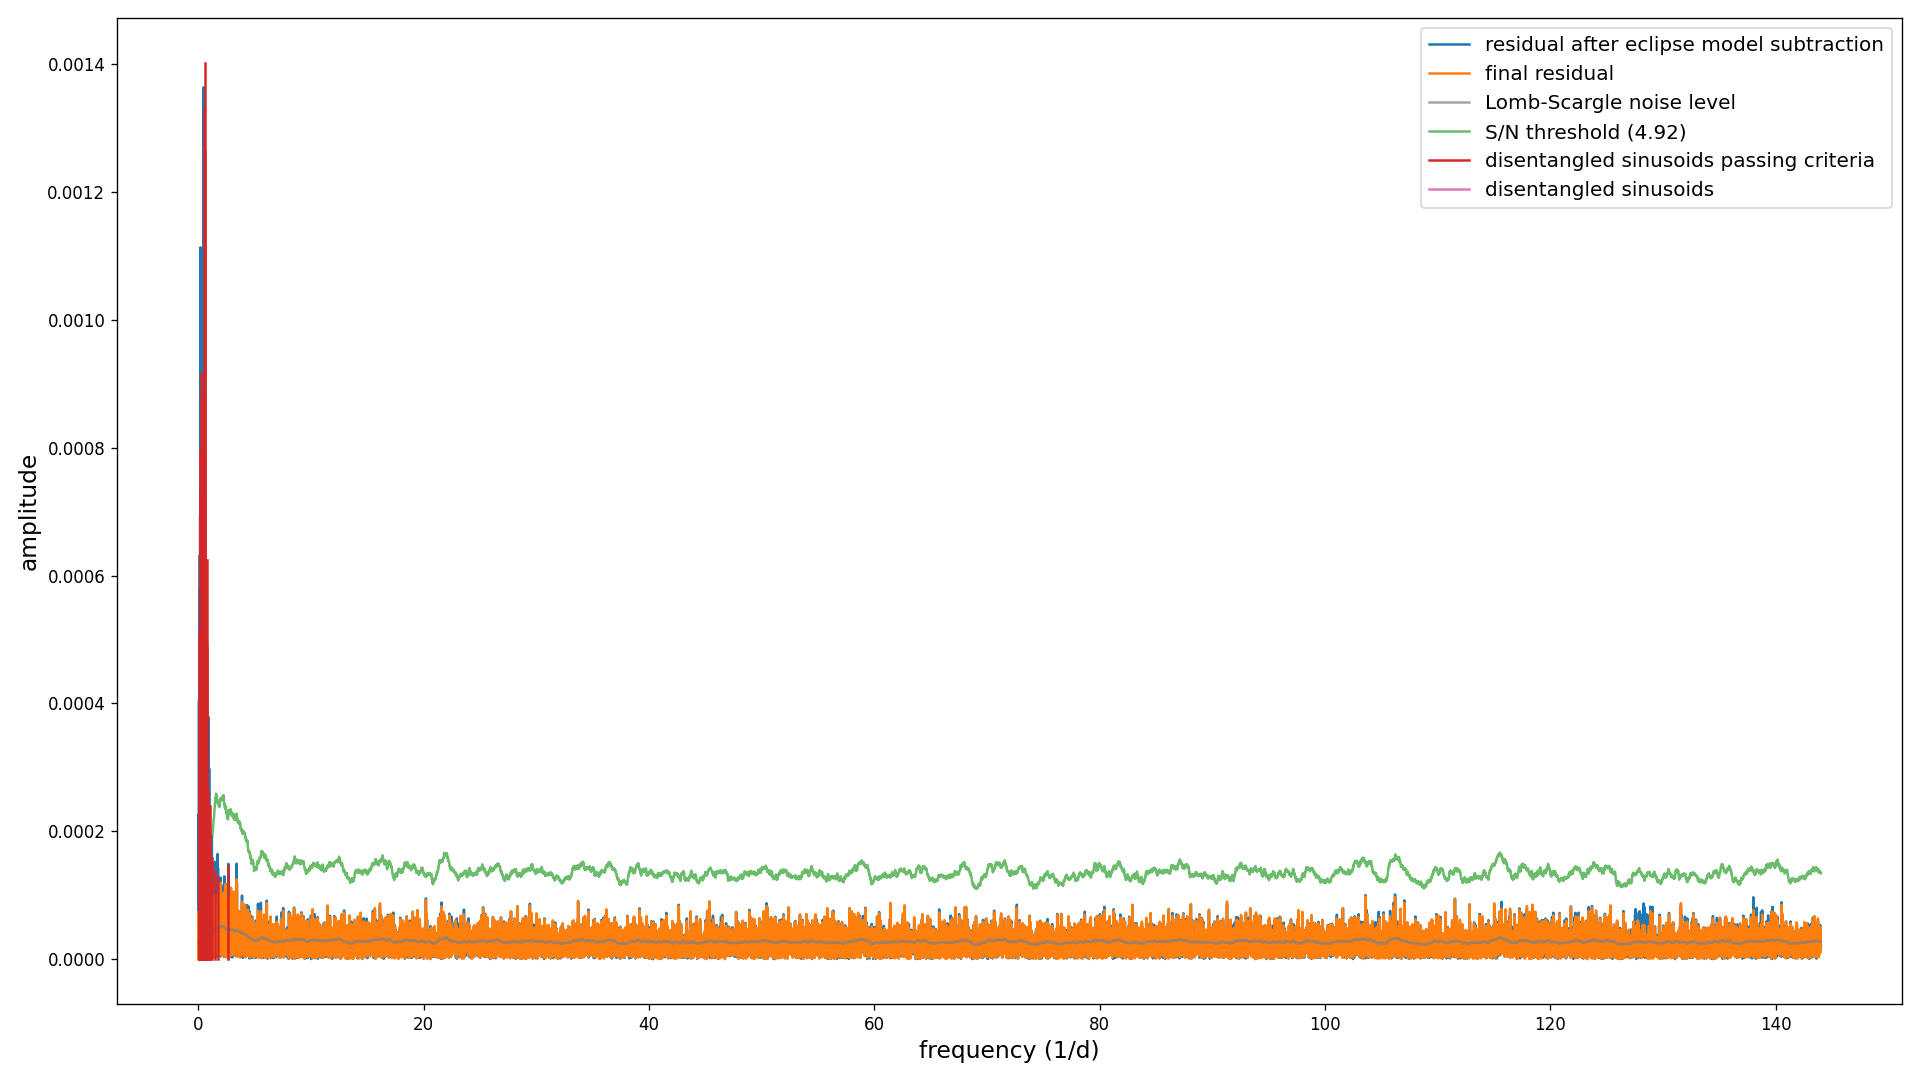 residual after eclipse model subtraction
final residual
Lomb-Scargle noise level
S/N threshold (4.92)
disentangled sinusoids passing criteria
disentangled sinusoids
0.0014
0.0012
0.0010
0.0008
0.0006
0.0004
0.0002
0.0000
amplitude
0 20 40 60 80 100 120 140
frequency (1/d)